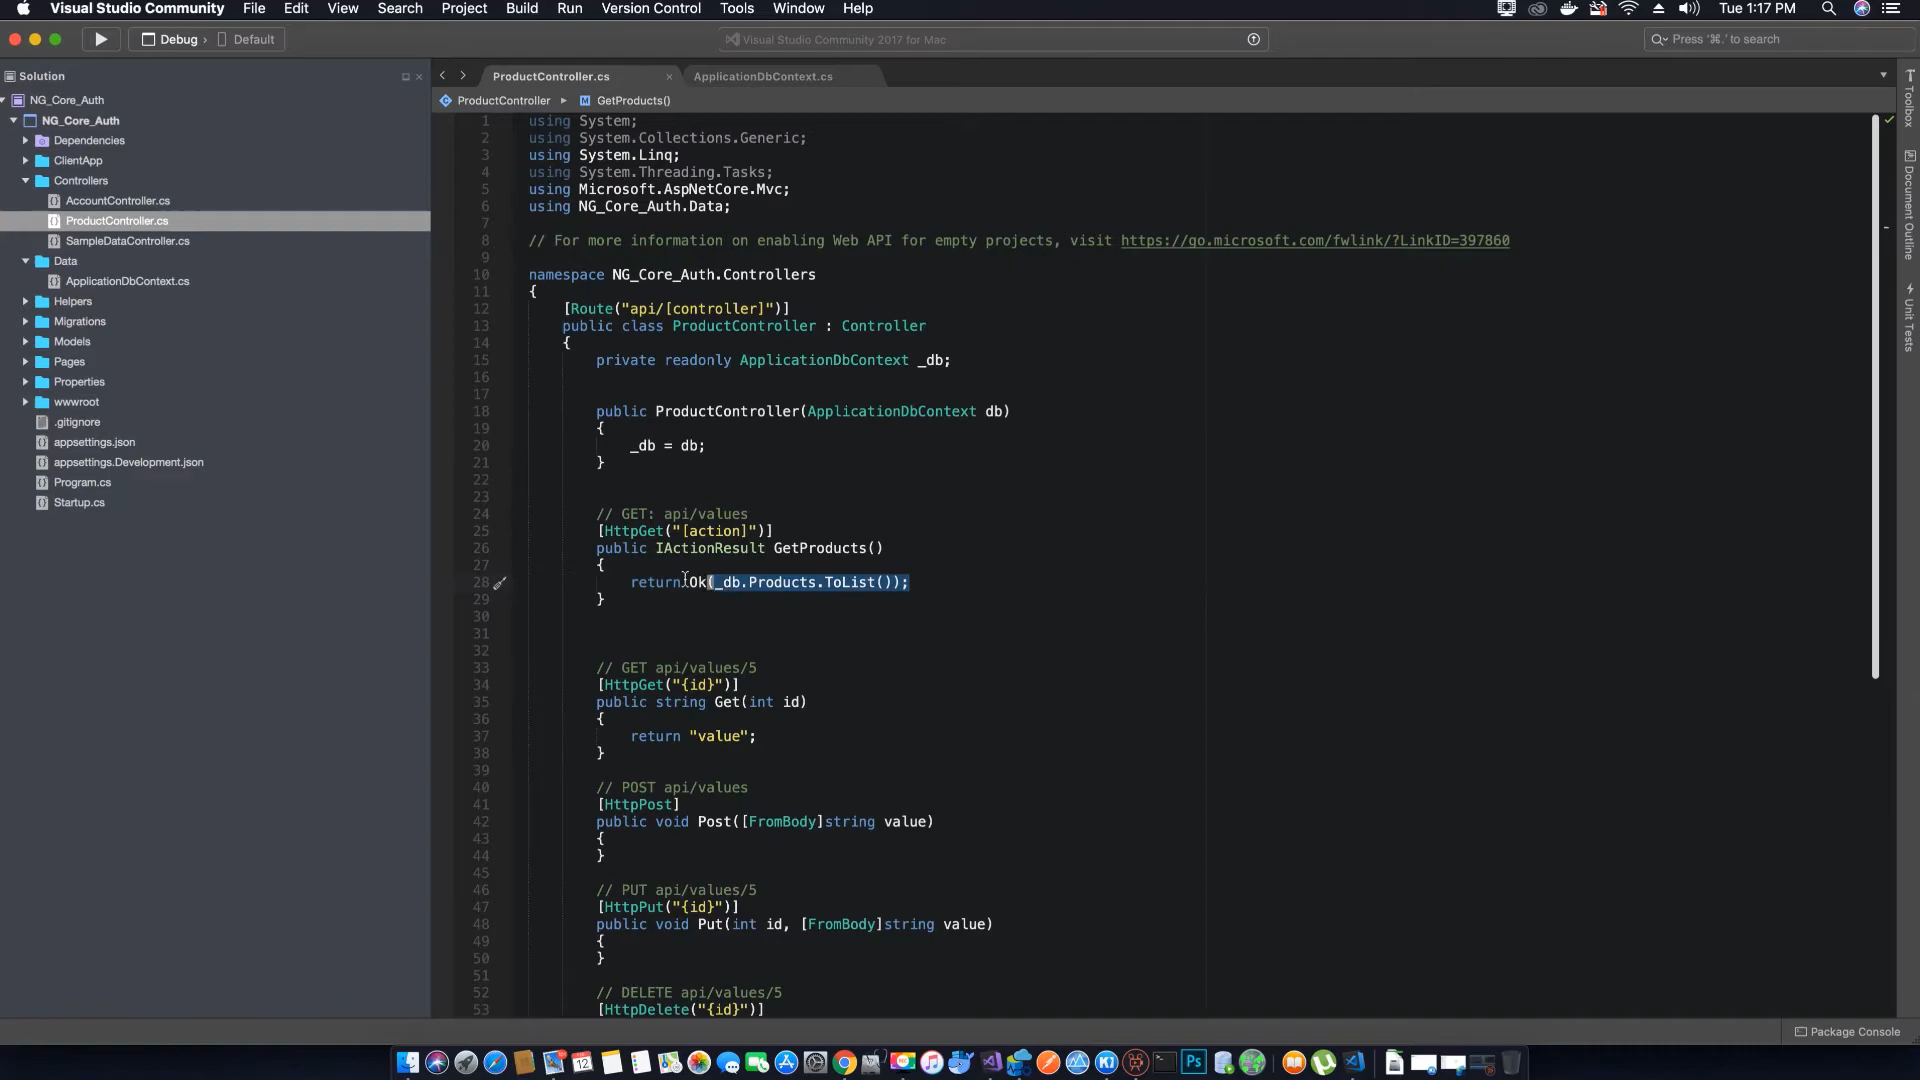 Visual Studio Community File Edit View Search Project Build Run Version Control Tools Window Help Tue 1:17 PM
Debug › Default Visual Studio Community 2017 for Mac Press '⌘.' to search
Solution
NG_Core_Auth
NG_Core_Auth
Dependencies
ClientApp
Controllers
AccountController.cs
ProductController.cs
SampleDataController.cs
Data
ApplicationDbContext.cs
Helpers
Migrations
Models
Pages
Properties
wwwroot
.gitignore
appsettings.json
appsettings.Development.json
Program.cs
Startup.cs
ProductController.cs × ApplicationDbContext.cs
ProductController ▸ M GetProducts()
1 using System;
2 using System.Collections.Generic;
3 using System.Linq;
4 using System.Threading.Tasks;
5 using Microsoft.AspNetCore.Mvc;
6 using NG_Core_Auth.Data;
7
8 // For more information on enabling Web API for empty projects, visit https://go.microsoft.com/fwlink/?LinkID=397860
9
10 namespace NG_Core_Auth.Controllers
11 {
12 [Route("api/[controller]")]
13 public class ProductController : Controller
14 {
15 private readonly ApplicationDbContext _db;
16
17
18 public ProductController(ApplicationDbContext db)
19 {
20 _db = db;
21 }
22
23
24 // GET: api/values
25 [HttpGet("[action]")]
26 public IActionResult GetProducts()
27 {
28 return Ok(_db.Products.ToList());
29 }
30
31
32
33 // GET api/values/5
34 [HttpGet("{id}")]
35 public string Get(int id)
36 {
37 return "value";
38 }
39
40 // POST api/values
41 [HttpPost]
42 public void Post([FromBody]string value)
43 {
44 }
45
46 // PUT api/values/5
47 [HttpPut("{id}")]
48 public void Put(int id, [FromBody]string value)
49 {
50 }
51
52 // DELETE api/values/5
53 [HttpDelete("{id}")]
Toolbox
Document Outline
Unit Tests
Package Console
12
Ps